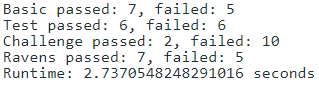 Basic passed: 7, failed: 5
Test passed: 6, failed: 6
Challenge passed: 2, failed: 10
Ravens passed: 7, failed: 5
Runtime: 2.7370548248291016 seconds